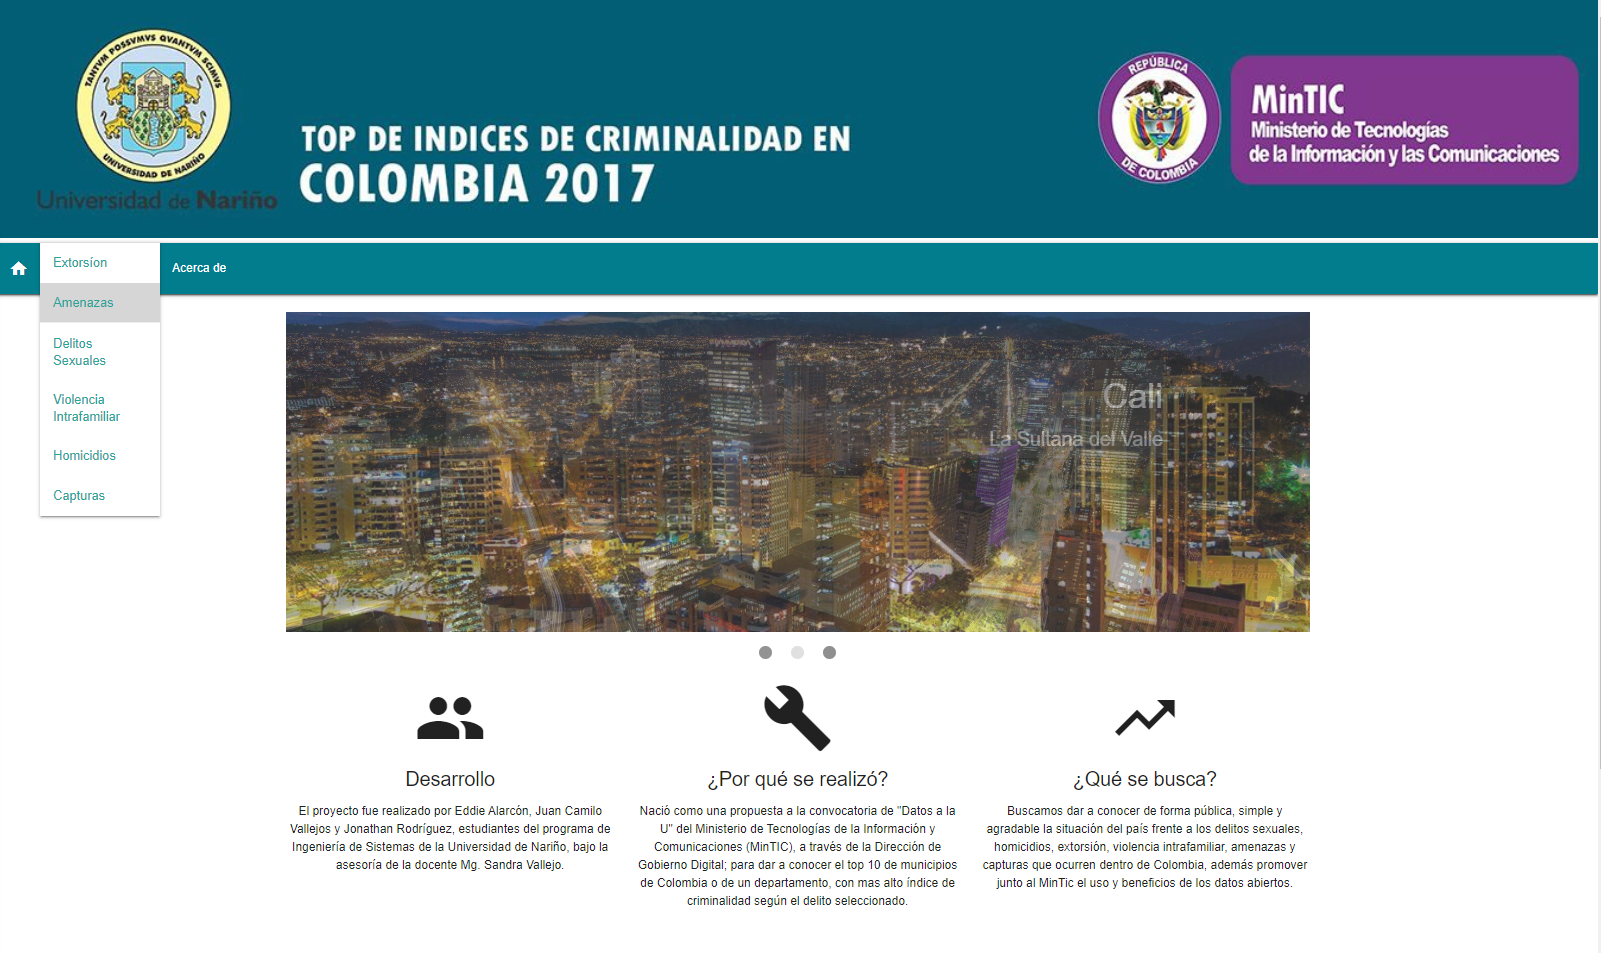 TANTVM POSSVMVS QVANTVM SCIMVS
UNIVERSIDAD DE NARIÑO
Universidad de Nariño
TOP DE INDICES DE CRIMINALIDAD EN
COLOMBIA 2017
REPÚBLICA
DE COLOMBIA
MinTIC
Ministerio de Tecnologías
de la Información y las Comunicaciones
Extorsíon
Amenazas
Delitos
Sexuales
Violencia
Intrafamiliar
Homicidios
Capturas
Acerca de
Cali
La Sultana del Valle
Desarrollo
El proyecto fue realizado por Eddie Alarcón, Juan Camilo
Vallejos y Jonathan Rodríguez, estudiantes del programa de
Ingeniería de Sistemas de la Universidad de Nariño, bajo la
asesoría de la docente Mg. Sandra Vallejo.
¿Por qué se realizó?
Nació como una propuesta a la convocatoria de "Datos a la
U" del Ministerio de Tecnologías de la Información y
Comunicaciones (MinTIC), a través de la Dirección de
Gobierno Digital; para dar a conocer el top 10 de municipios
de Colombia o de un departamento, con mas alto índice de
criminalidad según el delito seleccionado.
¿Qué se busca?
Buscamos dar a conocer de forma pública, simple y
agradable la situación del país frente a los delitos sexuales,
homicidios, extorsión, violencia intrafamiliar, amenazas y
capturas que ocurren dentro de Colombia, además promover
junto al MinTic el uso y beneficios de los datos abiertos.